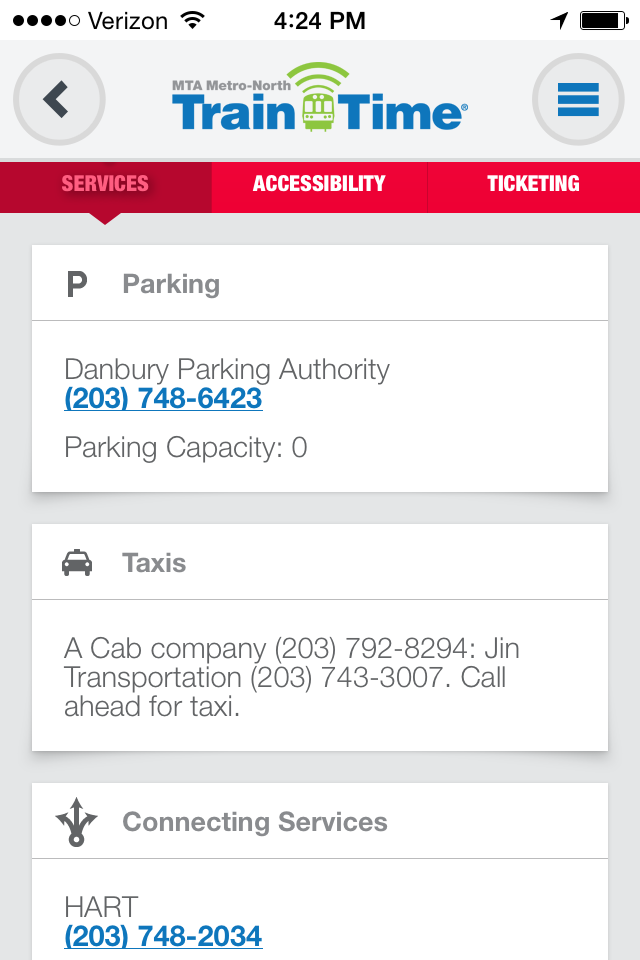 Verizon 4:24 PM
MTA Metro-North
Train Time®
SERVICES ACCESSIBILITY TICKETING
P Parking
Danbury Parking Authority
(203) 748-6423
Parking Capacity: 0
Taxis
A Cab company (203) 792-8294: Jin
Transportation (203) 743-3007. Call
ahead for taxi.
Connecting Services
HART
(203) 748-2034